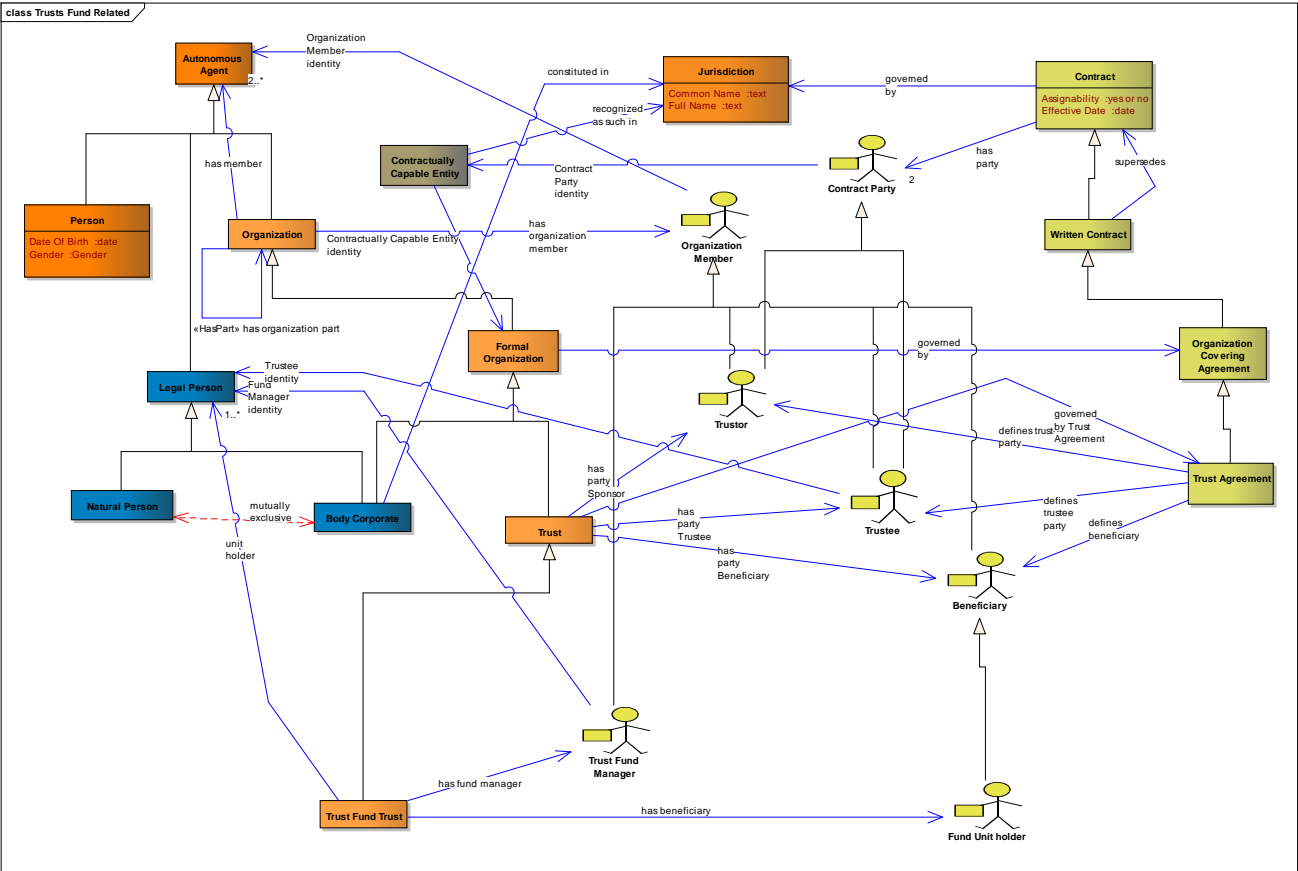 class Trusts Fund Related
Autonomous
Agent
2..*
Organization
Member
identity
constituted in
Jurisdiction
Common Name :text
Full Name :text
governed
by
Contract
Assignability :yes or no
Effective Date :date
recognized
as such in
has member
Contractually
Capable Entity
Contract
Party
identity
Contract Party
2
has
party
supersedes
Person
Date Of Birth :date
Gender :Gender
Organization
Contractually Capable Entity
identity
has
organization
member
Organization
Member
Written Contract
«HasPart» has organization part
Formal
Organization
governed
by
Organization
Covering
Agreement
Legal Person
1..*
Trustee
identity
Fund
Manager
identity
Trustor
defines trust
party
governed
by Trust
Agreement
has
party
Sponsor
Natural Person
mutually
exclusive
Body Corporate
Trust
has
party
Trustee
Trustee
defines
trustee
party
Trust Agreement
defines
beneficiary
unit
holder
has
party
Beneficiary
Beneficiary
Trust Fund
Manager
has fund manager
Trust Fund Trust
has beneficiary
Fund Unit holder